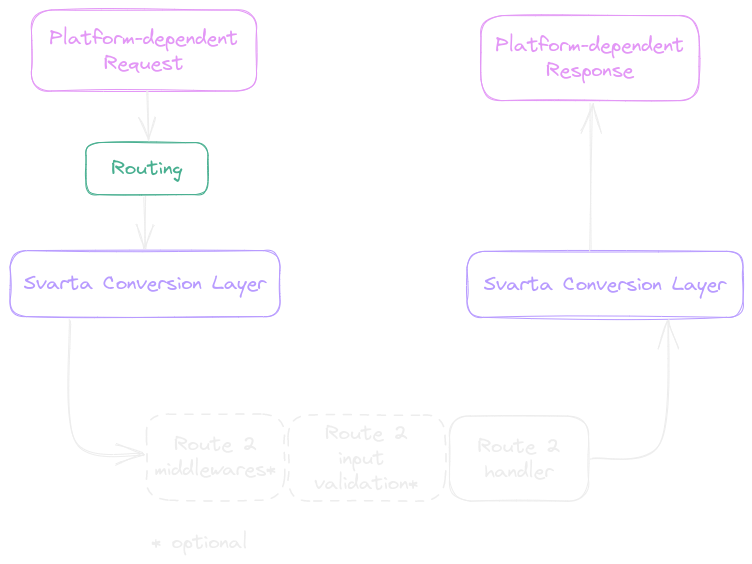 Platform-dependent
Request
Platform-dependent
Response
Routing
Svarta Conversion Layer
Svarta Conversion Layer
Route 2
middlewares*
Route 2
input
validation*
Route 2
handler
* optional